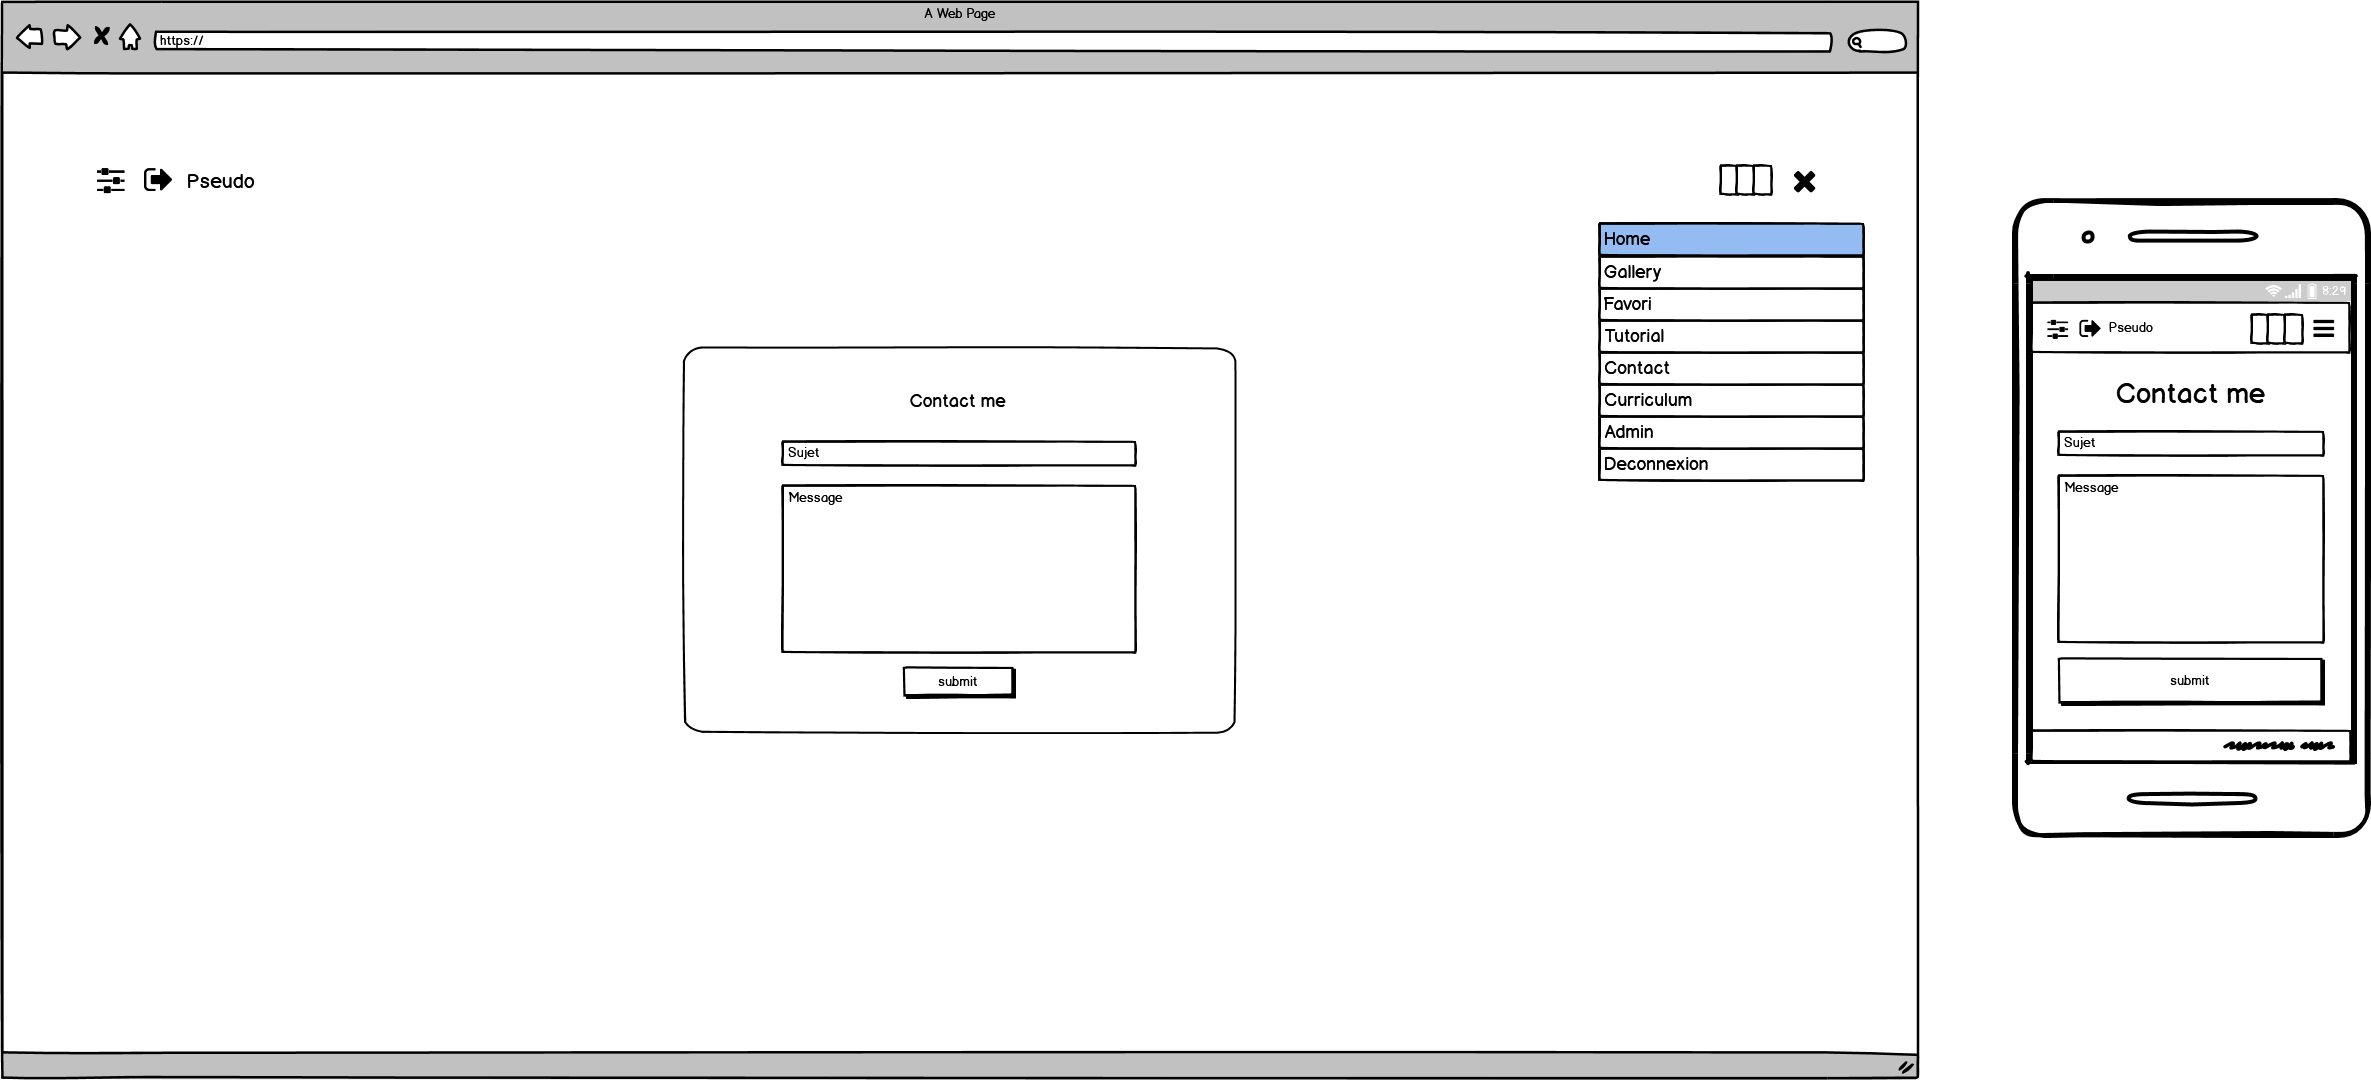 A Web Page
https://
Pseudo
Home
Gallery
Favori
Tutorial
Contact
Curriculum
Admin
Deconnexion
Contact me
Sujet
Message
submit
8:29
Pseudo
Contact me
Sujet
Message
submit